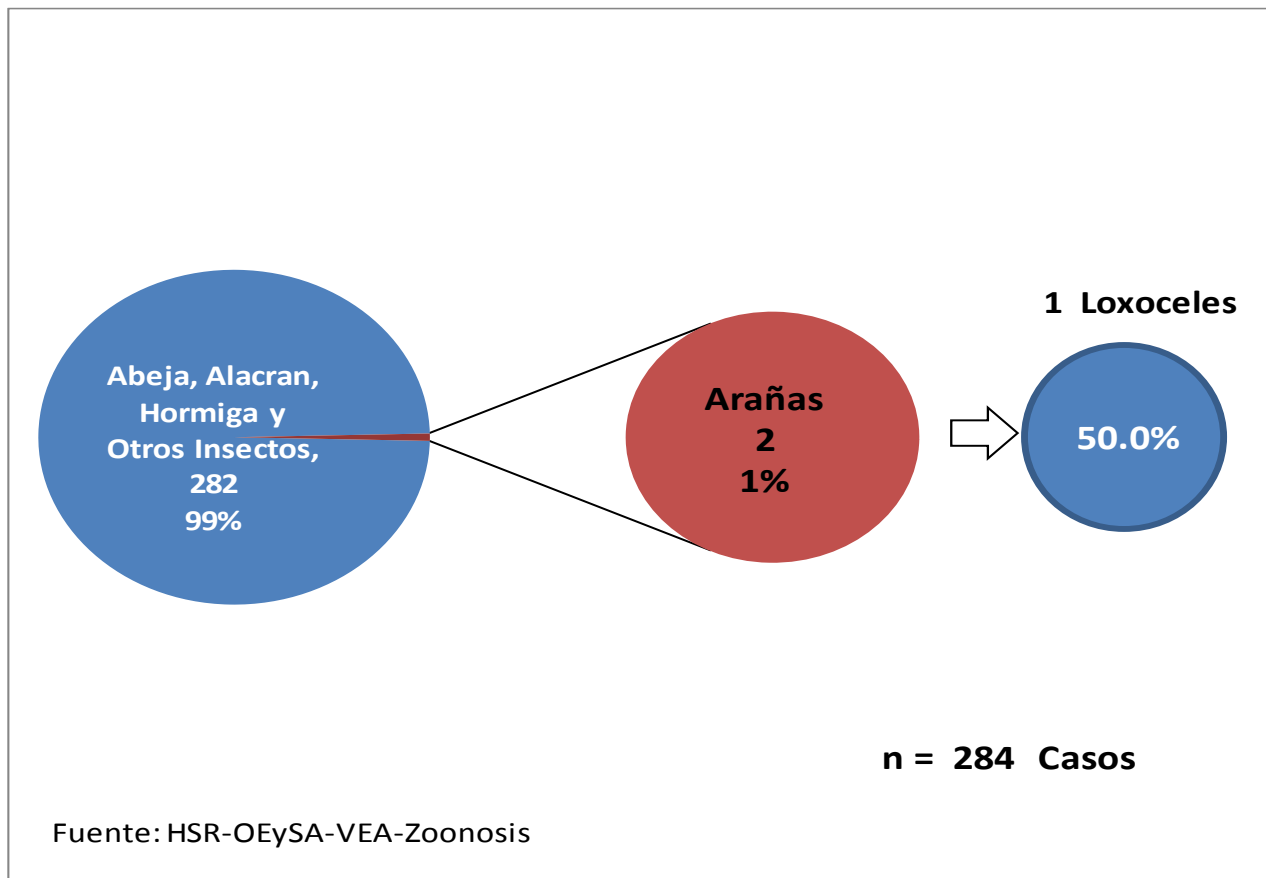 1 Loxoceles
Abeja, Alacran,
Hormiga y
Otros Insectos,
282
99%
Arañas
2
1%
50.0%
n = 284 Casos
Fuente: HSR-OEySA-VEA-Zoonosis